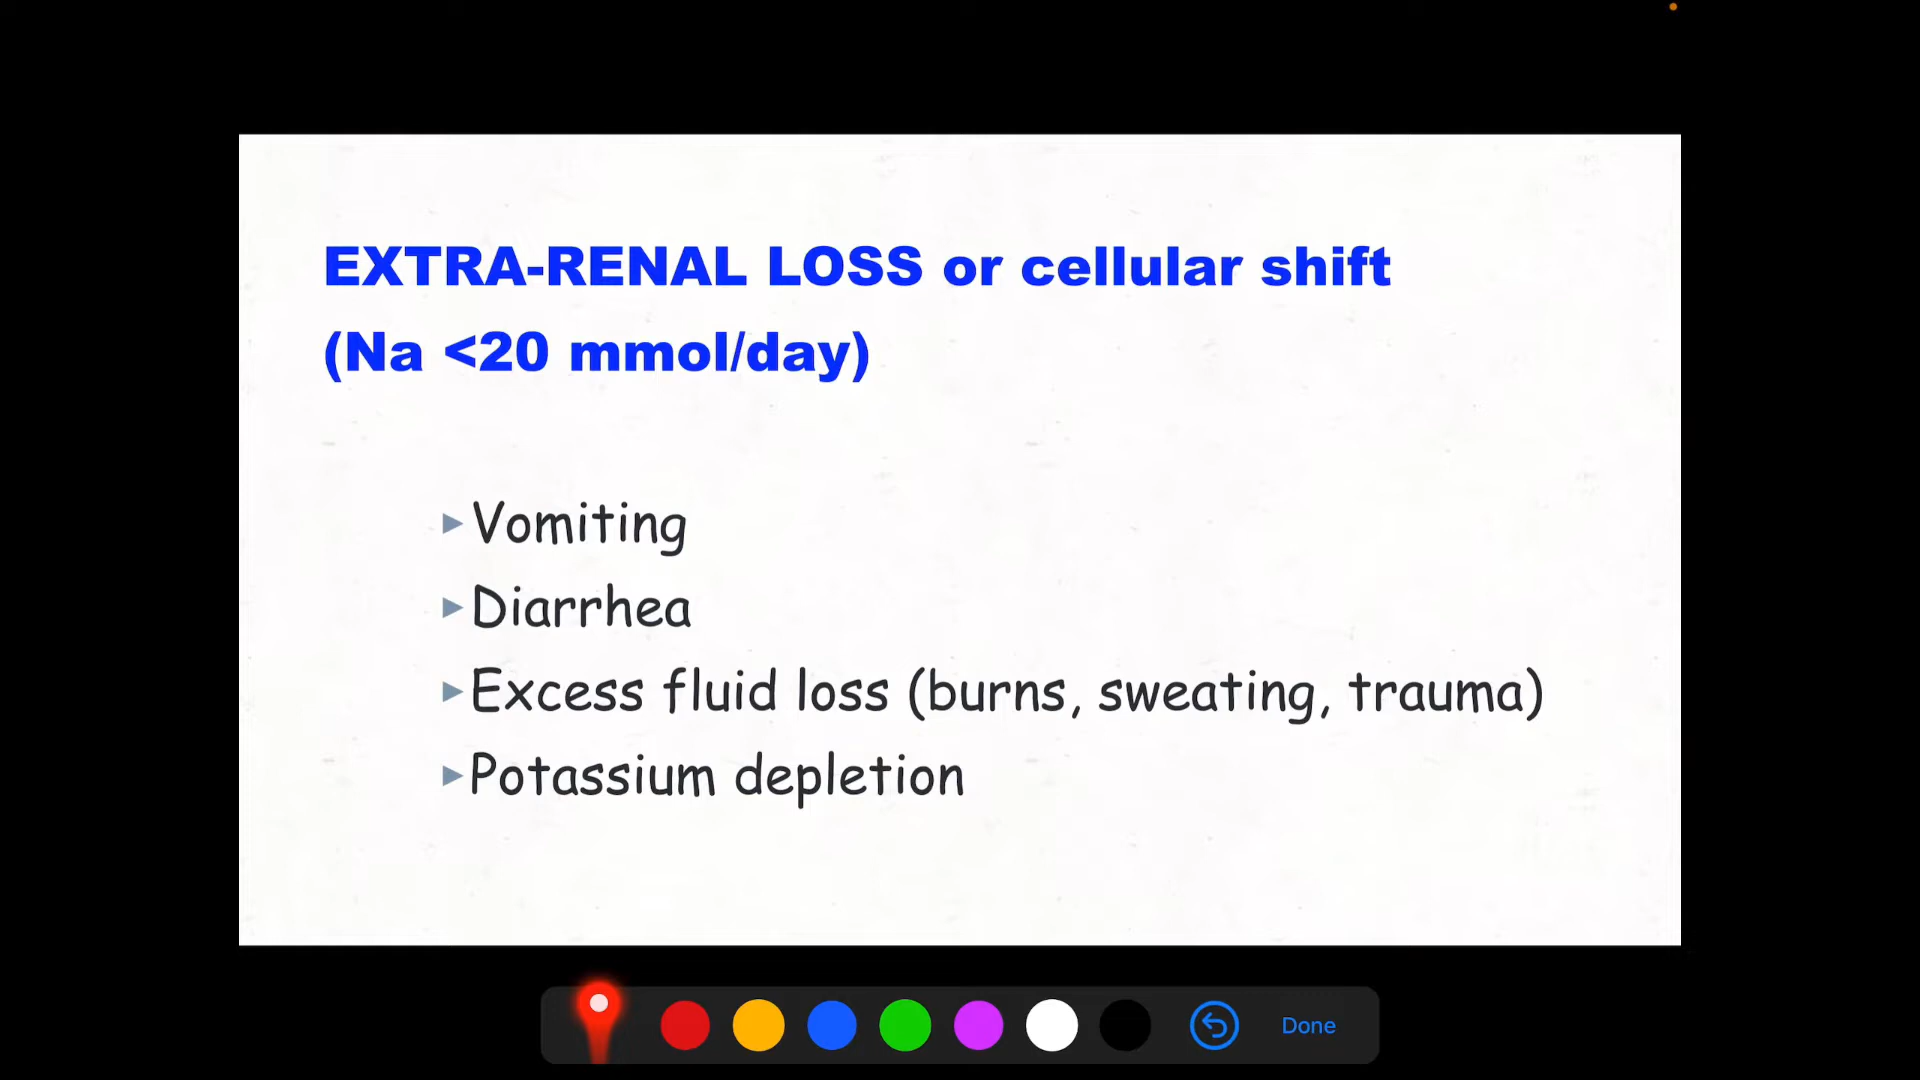 EXTRA-RENAL LOSS or cellular shift
(Na <20 mmol/day)
▸Vomiting
▸Diarrhea
▸Excess fluid loss (burns, sweating, trauma)
▸Potassium depletion
Done